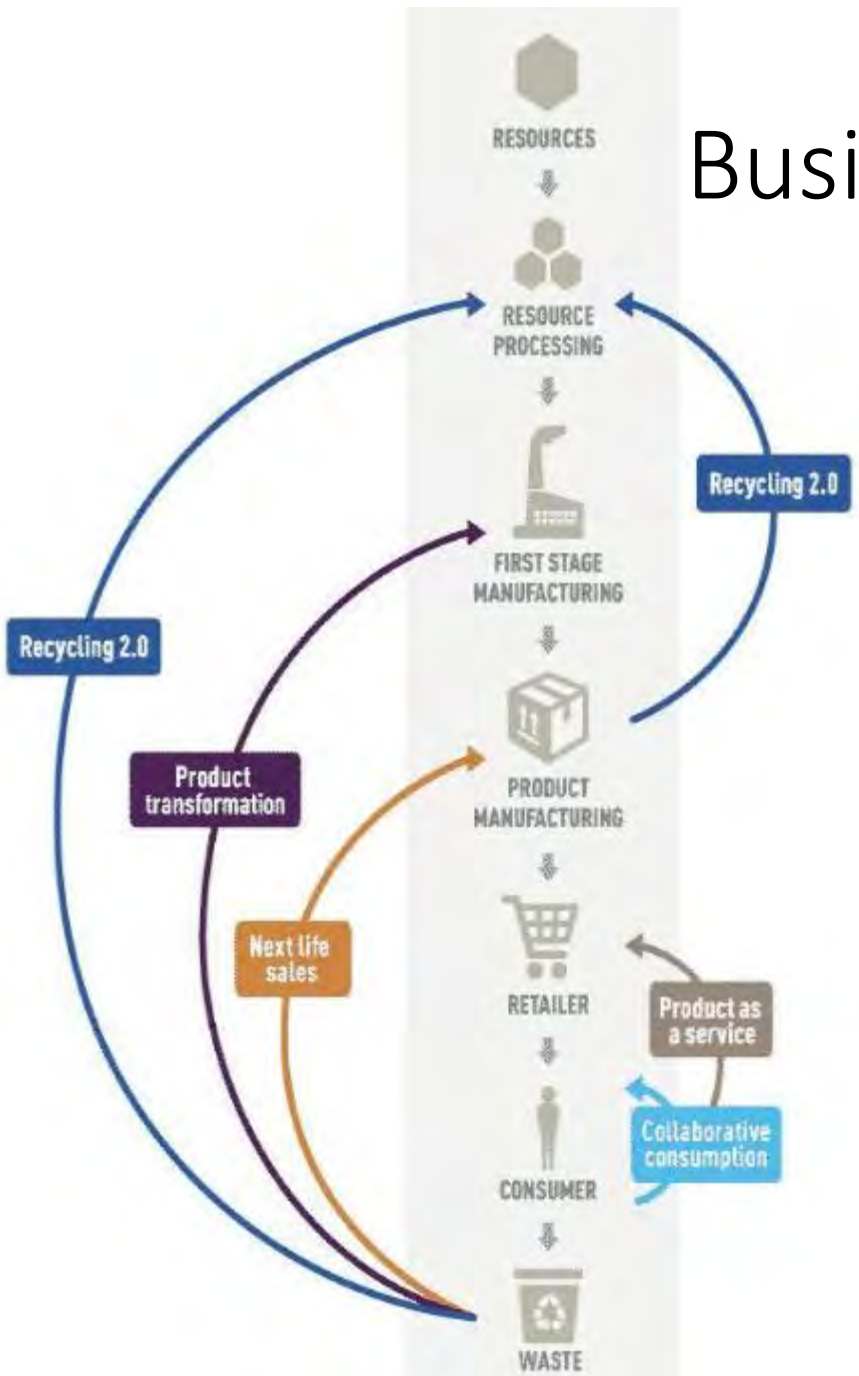 RESOURCES
Busi
RESOURCE
PROCESSING
Recycling 2.0
FIRST STAGE
MANUFACTURING
Recycling 2.0
Product
transformation
PRODUCT
MANUFACTURING
Next life
sales
RETAILER
Product as
a service
Collaborative
consumption
CONSUMER
WASTE